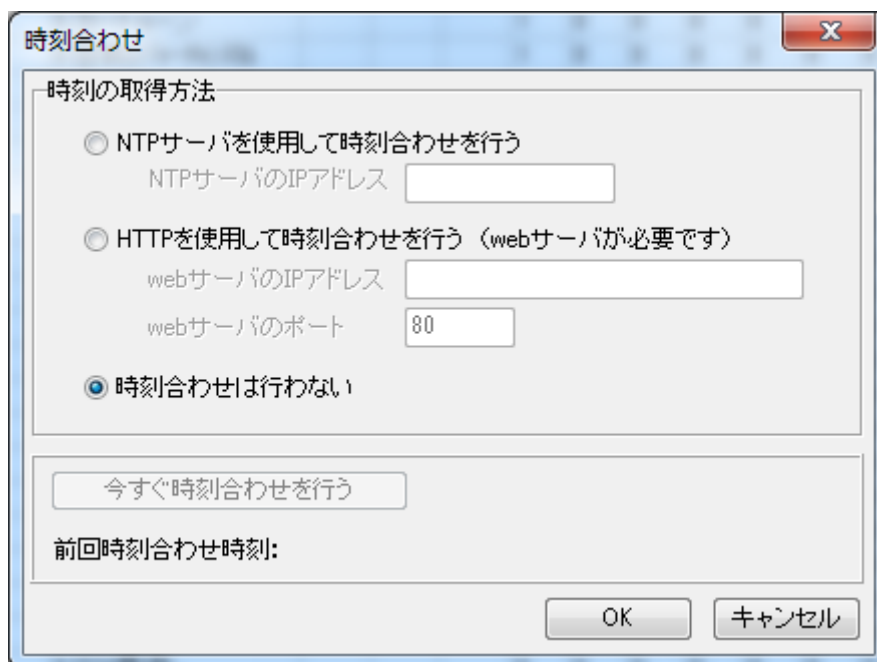 時刻合わせ
時刻の取得方法
NTPサーバを使用して時刻合わせを行う
NTPサーバのIPアドレス
HTTPを使用して時刻合わせを行う（webサーバが必要です）
webサーバのIPアドレス
webサーバのポート 80
時刻合わせは行わない
今すぐ時刻合わせを行う
前回時刻合わせ時刻:
OK キャンセル